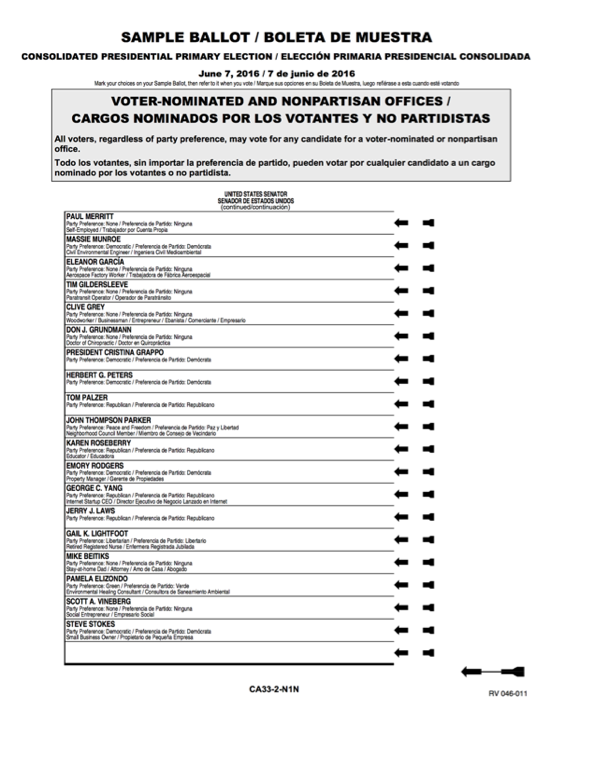 SAMPLE BALLOT / BOLETA DE MUESTRA
CONSOLIDATED PRESIDENTIAL PRIMARY ELECTION / ELECCIÓN PRIMARIA PRESIDENCIAL CONSOLIDADA
June 7, 2016 / 7 de junio de 2016
Mark your choices on your Sample Ballot, then refer to it when you vote / Marque sus opciones en su Boleta de Muestra, luego refiérase a esta cuando esté votando
VOTER-NOMINATED AND NONPARTISAN OFFICES /
CARGOS NOMINADOS POR LOS VOTANTES Y NO PARTIDISTAS
All voters, regardless of party preference, may vote for any candidate for a voter-nominated or nonpartisan
office.
Todo los votantes, sin importar la preferencia de partido, pueden votar por cualquier candidato a un cargo
nominado por los votantes o no partidista.
UNITED STATES SENATOR
SENADOR DE ESTADOS UNIDOS
(continued/continuación)
PAUL MERRITT
Party Preference: None / Preferencia de Partido: Ninguna
Self-Employed / Trabajador por Cuenta Propia
MASSIE MUNROE
Party Preference: Democratic / Preferencia de Partido: Demócrata
Civil Environmental Engineer / Ingeniera Civil Medioambiental
ELEANOR GARCÍA
Party Preference: None / Preferencia de Partido: Ninguna
Aerospace Factory Worker / Trabajadora de Fábrica Aeroespacial
TIM GILDERSLEEVE
Party Preference: None / Preferencia de Partido: Ninguna
Paratransit Operator / Operador de Paratránsito
CLIVE GREY
Party Preference: None / Preferencia de Partido: Ninguna
Woodworker / Businessman / Entrepreneur / Ebanista / Comerciante / Empresario
DON J. GRUNDMANN
Party Preference: None / Preferencia de Partido: Ninguna
Doctor of Chiropractic / Doctor en Quiropráctica
PRESIDENT CRISTINA GRAPPO
Party Preference: Democratic / Preferencia de Partido: Demócrata
HERBERT G. PETERS
Party Preference: Democratic / Preferencia de Partido: Demócrata
TOM PALZER
Party Preference: Republican / Preferencia de Partido: Republicano
JOHN THOMPSON PARKER
Party Preference: Peace and Freedom / Preferencia de Partido: Paz y Libertad
Neighborhood Council Member / Miembro de Consejo de Vecindario
KAREN ROSEBERRY
Party Preference: Republican / Preferencia de Partido: Republicano
Educator / Educadora
EMORY RODGERS
Party Preference: Democratic / Preferencia de Partido: Demócrata
Property Manager / Gerente de Propiedades
GEORGE C. YANG
Party Preference: Republican / Preferencia de Partido: Republicano
Internet Startup CEO / Director Ejecutivo de Negocio Lanzado en Internet
JERRY J. LAWS
Party Preference: Republican / Preferencia de Partido: Republicano
GAIL K. LIGHTFOOT
Party Preference: Libertarian / Preferencia de Partido: Libertario
Retired Registered Nurse / Enfermera Registrada Jubilada
MIKE BEITIKS
Party Preference: None / Preferencia de Partido: Ninguna
Stay-at-home Dad / Attorney / Amo de Casa / Abogado
PAMELA ELIZONDO
Party Preference: Green / Preferencia de Partido: Verde
Environmental Healing Consultant / Consultora de Saneamiento Ambiental
SCOTT A. VINEBERG
Party Preference: None / Preferencia de Partido: Ninguna
Social Entrepreneur / Empresario Social
STEVE STOKES
Party Preference: Democratic / Preferencia de Partido: Demócrata
Small Business Owner / Propietario de Pequeña Empresa
CA33-2-N1N
RV 046-011